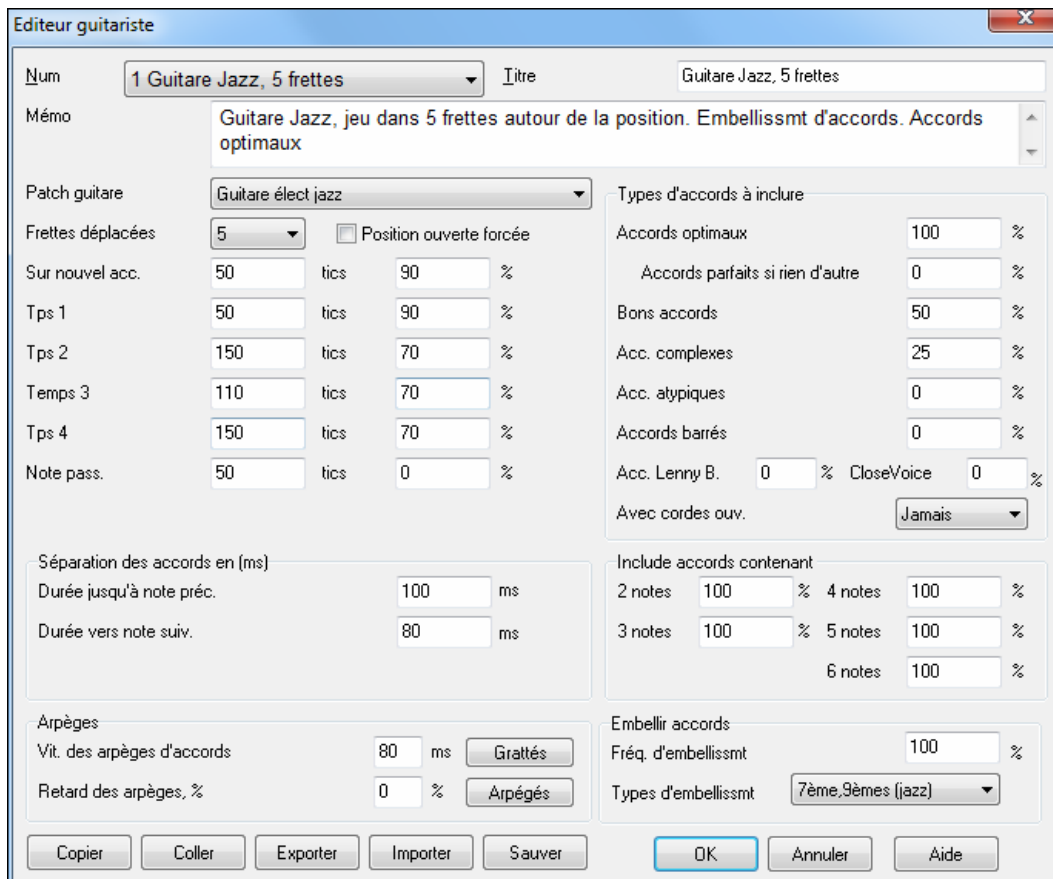 Editeur guitariste
Num 1 Guitare Jazz, 5 frettes Titre Guitare Jazz, 5 frettes
Mémo Guitare Jazz, jeu dans 5 frettes autour de la position. Embellissmt d'accords. Accords
optimaux
Patch guitare Guitare élect jazz
Frettes déplacées 5 Position ouverte forcée
Sur nouvel acc. 50 tics 90 %
Tps 1 50 tics 90 %
Tps 2 150 tics 70 %
Temps 3 110 tics 70 %
Tps 4 150 tics 70 %
Note pass. 50 tics 0 %
Types d'accords à inclure
Accords optimaux 100 %
Accords parfaits si rien d'autre 0 %
Bons accords 50 %
Acc. complexes 25 %
Acc. atypiques 0 %
Accords barrés 0 %
Acc. Lenny B. 0 % CloseVoice 0 %
Avec cordes ouv. Jamais
Séparation des accords en (ms)
Durée jusqu'à note préc. 100 ms
Durée vers note suiv. 80 ms
Include accords contenant
2 notes 100 % 4 notes 100 %
3 notes 100 % 5 notes 100 %
6 notes 100 %
Arpèges
Vit. des arpèges d'accords 80 ms Grattés
Retard des arpèges, % 0 % Arpégés
Embellir accords
Fréq. d'embellissmt 100 %
Types d'embellissmt 7ème,9èmes (jazz)
Copier Coller Exporter Importer Sauver OK Annuler Aide